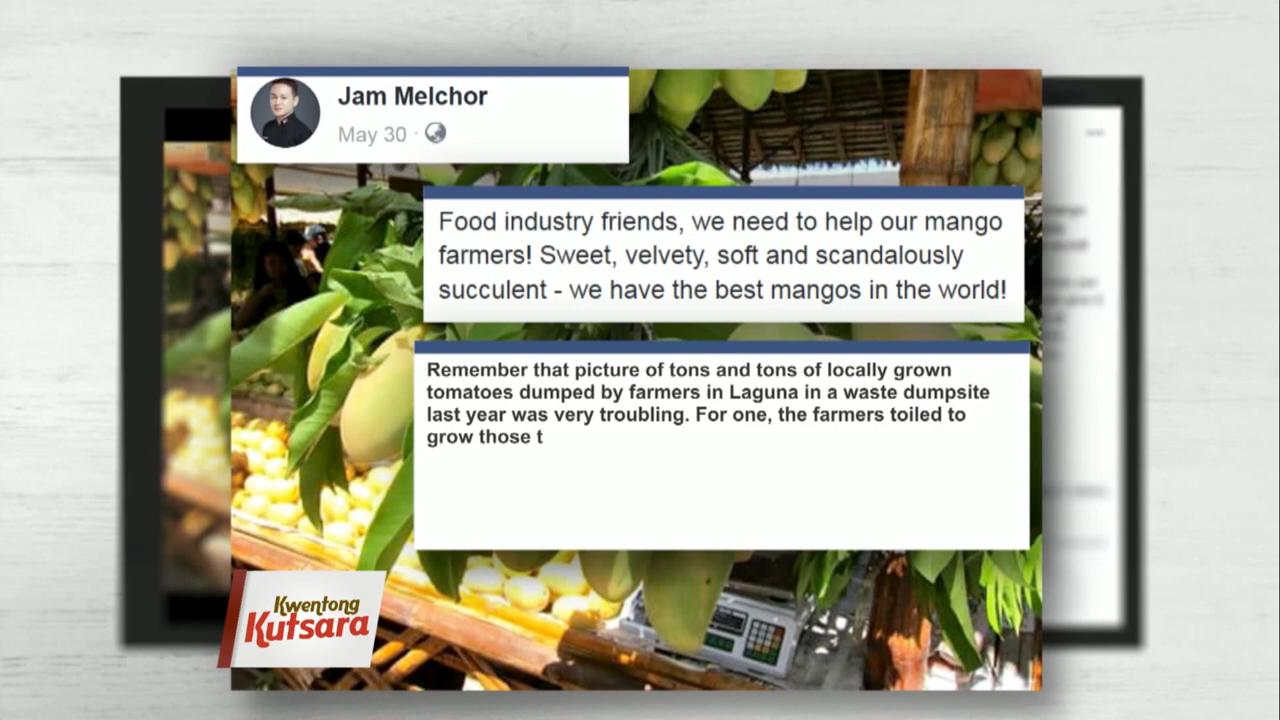 Jam Melchor
May 30 ·
Food industry friends, we need to help our mango
farmers! Sweet, velvety, soft and scandalously
succulent - we have the best mangos in the world!
Remember that picture of tons and tons of locally grown
tomatoes dumped by farmers in Laguna in a waste dumpsite
last year was very troubling. For one, the farmers toiled to
grow those t
Kwentong
Kutsara